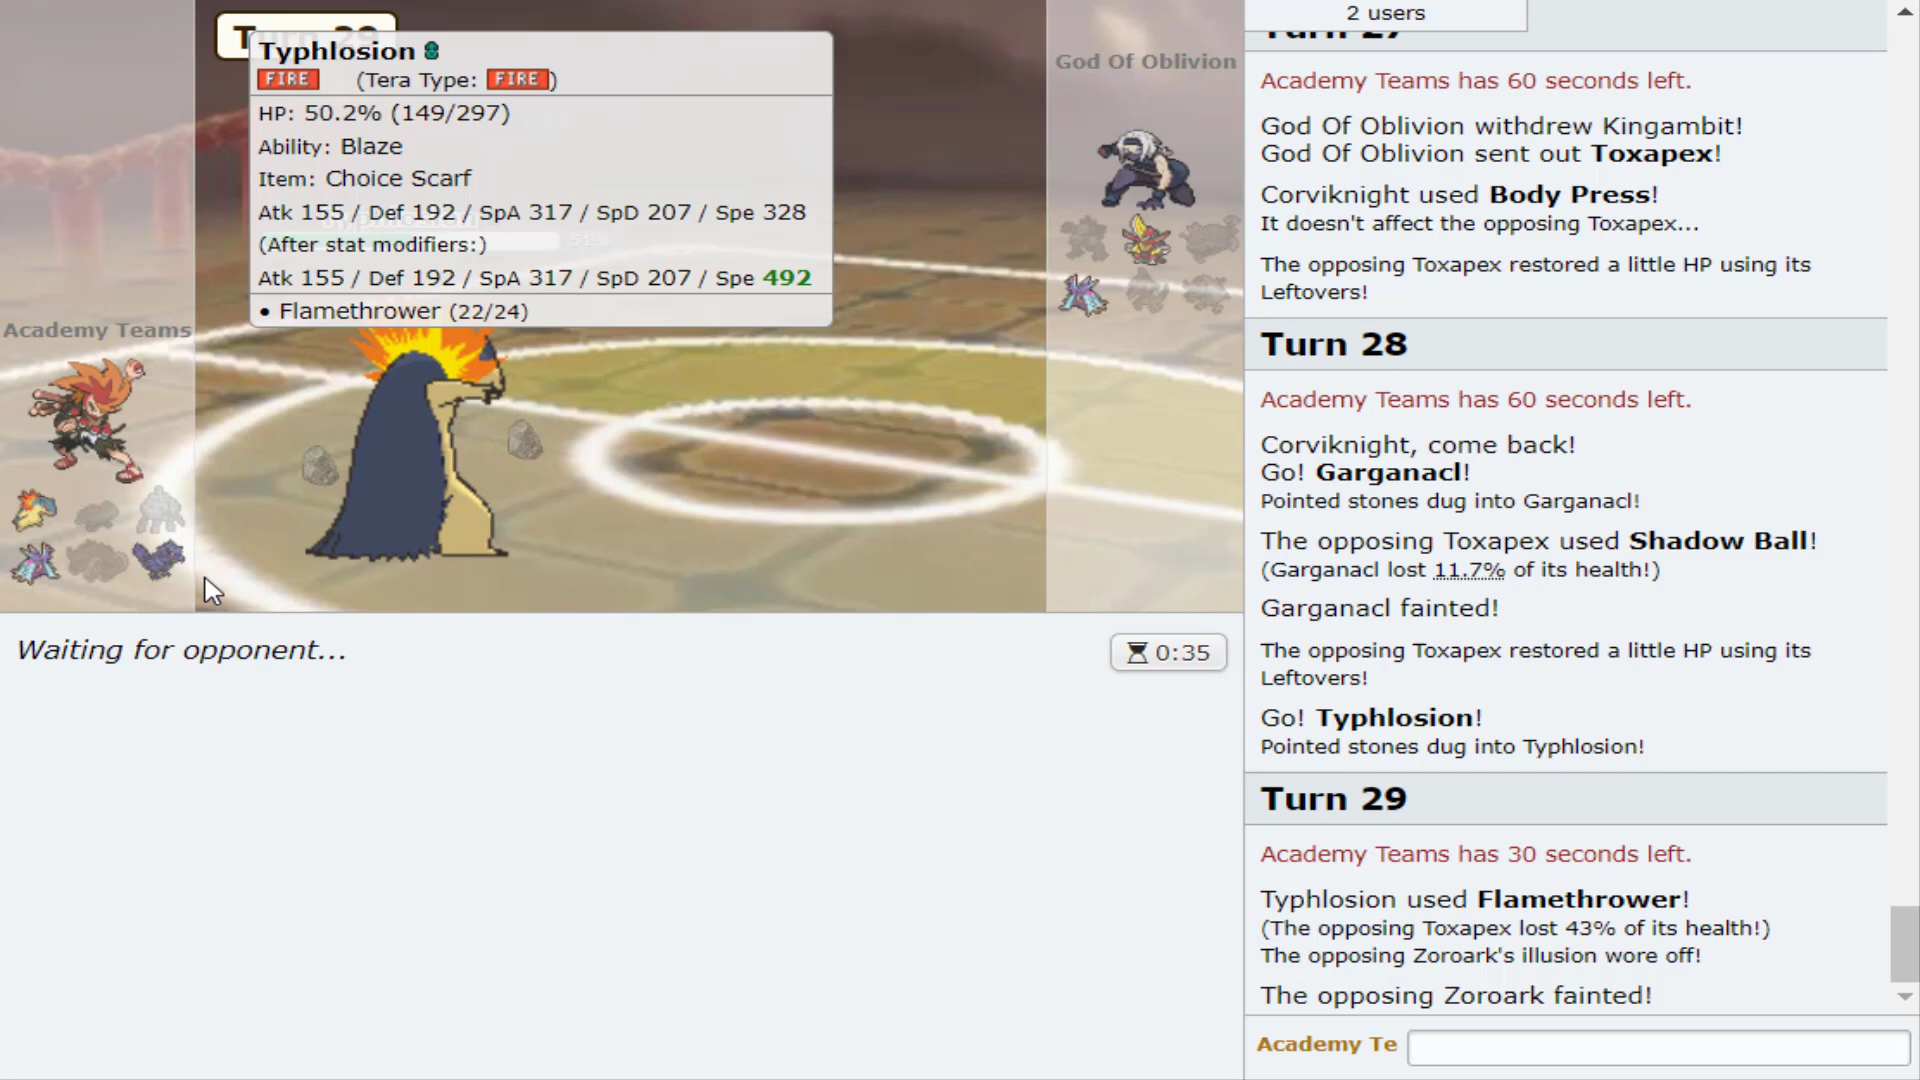 Turn 29
Typhlosion
FIRE (Tera Type: FIRE)
HP: 50.2% (149/297)
Ability: Blaze
Item: Choice Scarf
Atk 155 / Def 192 / SpA 317 / SpD 207 / Spe 328
(After stat modifiers:)
Atk 155 / Def 192 / SpA 317 / SpD 207 / Spe 492
• Flamethrower (22/24)
51%
God Of Oblivion
Academy Teams
Waiting for opponent...
0:35
2 users
Turn 27
Academy Teams has 60 seconds left.
God Of Oblivion withdrew Kingambit!
God Of Oblivion sent out Toxapex!
Corviknight used Body Press!
It doesn't affect the opposing Toxapex...
The opposing Toxapex restored a little HP using its
Leftovers!
Turn 28
Academy Teams has 60 seconds left.
Corviknight, come back!
Go! Garganacl!
Pointed stones dug into Garganacl!
The opposing Toxapex used Shadow Ball!
(Garganacl lost 11.7% of its health!)
Garganacl fainted!
The opposing Toxapex restored a little HP using its
Leftovers!
Go! Typhlosion!
Pointed stones dug into Typhlosion!
Turn 29
Academy Teams has 30 seconds left.
Typhlosion used Flamethrower!
(The opposing Toxapex lost 43% of its health!)
The opposing Zoroark's illusion wore off!
The opposing Zoroark fainted!
Academy Te